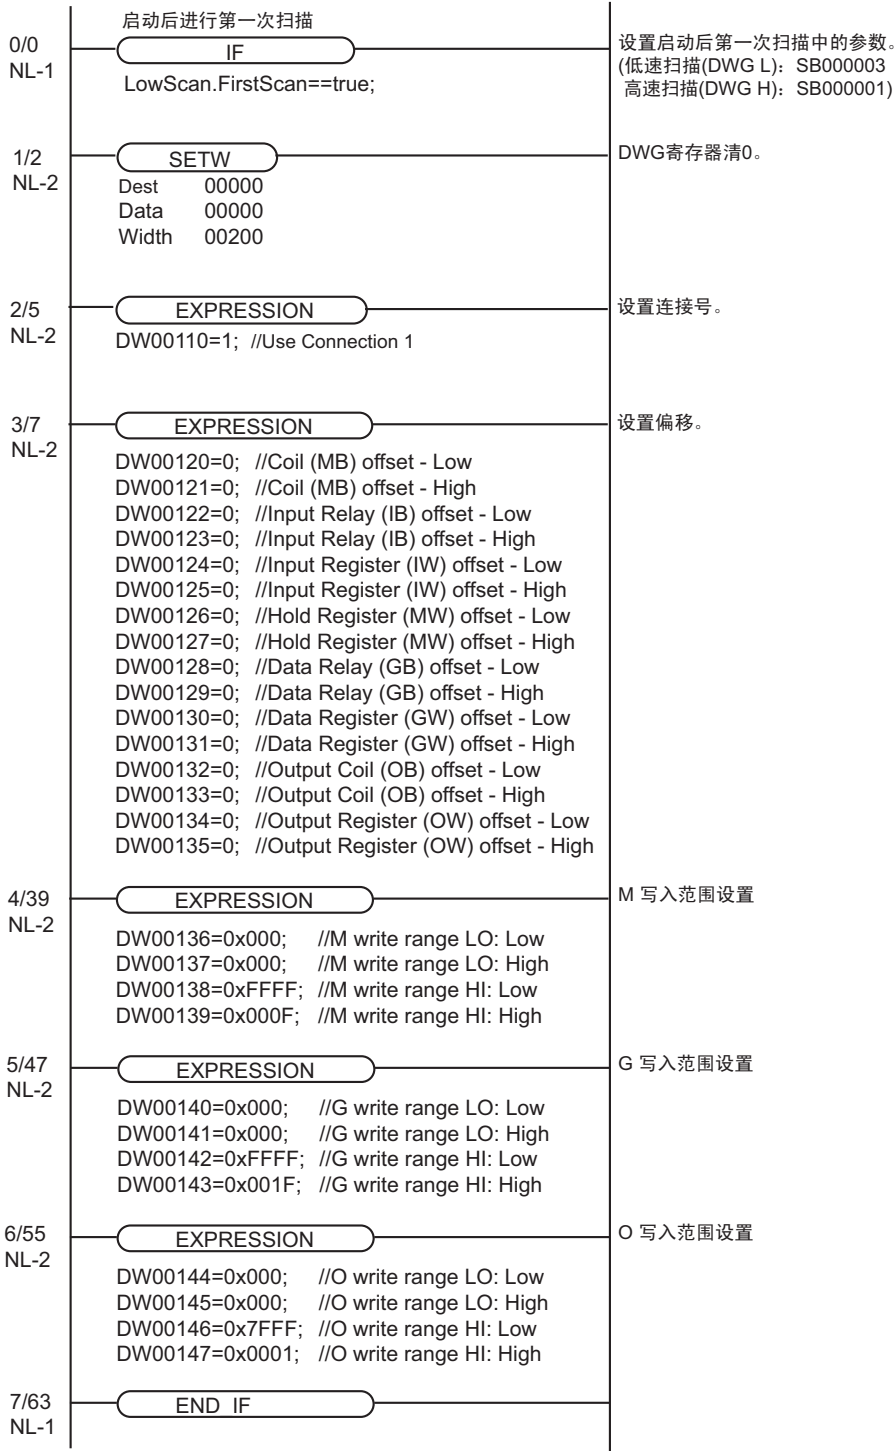 启动后进行第一次扫描
0/0
NL-1
IF
LowScan.FirstScan==true;
设置启动后第一次扫描中的参数。
(低速扫描(DWG L)：SB000003
高速扫描(DWG H)：SB000001)
1/2
NL-2
SETW
Dest 00000
Data 00000
Width 00200
DWG寄存器清0。
2/5
NL-2
EXPRESSION
DW00110=1; //Use Connection 1
设置连接号。
3/7
NL-2
EXPRESSION
设置偏移。
DW00120=0; //Coil (MB) offset - Low
DW00121=0; //Coil (MB) offset - High
DW00122=0; //Input Relay (IB) offset - Low
DW00123=0; //Input Relay (IB) offset - High
DW00124=0; //Input Register (IW) offset - Low
DW00125=0; //Input Register (IW) offset - High
DW00126=0; //Hold Register (MW) offset - Low
DW00127=0; //Hold Register (MW) offset - High
DW00128=0; //Data Relay (GB) offset - Low
DW00129=0; //Data Relay (GB) offset - High
DW00130=0; //Data Register (GW) offset - Low
DW00131=0; //Data Register (GW) offset - High
DW00132=0; //Output Coil (OB) offset - Low
DW00133=0; //Output Coil (OB) offset - High
DW00134=0; //Output Register (OW) offset - Low
DW00135=0; //Output Register (OW) offset - High
4/39
NL-2
EXPRESSION
M 写入范围设置
DW00136=0x000; //M write range LO: Low
DW00137=0x000; //M write range LO: High
DW00138=0xFFFF; //M write range HI: Low
DW00139=0x000F; //M write range HI: High
5/47
NL-2
EXPRESSION
G 写入范围设置
DW00140=0x000; //G write range LO: Low
DW00141=0x000; //G write range LO: High
DW00142=0xFFFF; //G write range HI: Low
DW00143=0x001F; //G write range HI: High
6/55
NL-2
EXPRESSION
O 写入范围设置
DW00144=0x000; //O write range LO: Low
DW00145=0x000; //O write range LO: High
DW00146=0x7FFF; //O write range HI: Low
DW00147=0x0001; //O write range HI: High
7/63
NL-1
END_IF